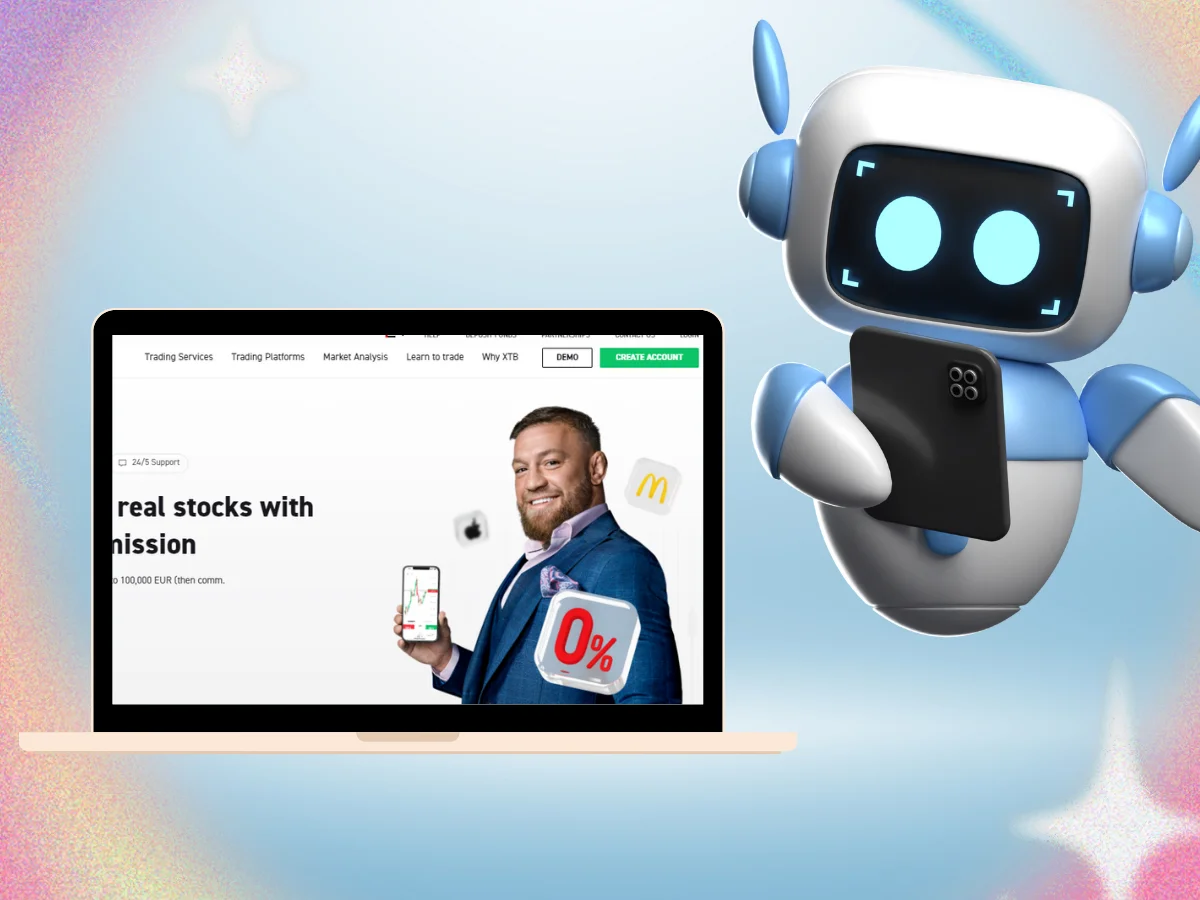 HELP DEPOSIT FUNDS PARTNERSHIPS CONTACT US LOGIN
Trading Services Trading Platforms Market Analysis Learn to trade Why XTB DEMO CREATE ACCOUNT
24/5 Support
real stocks with
mission
o 100,000 EUR (then comm.
0%